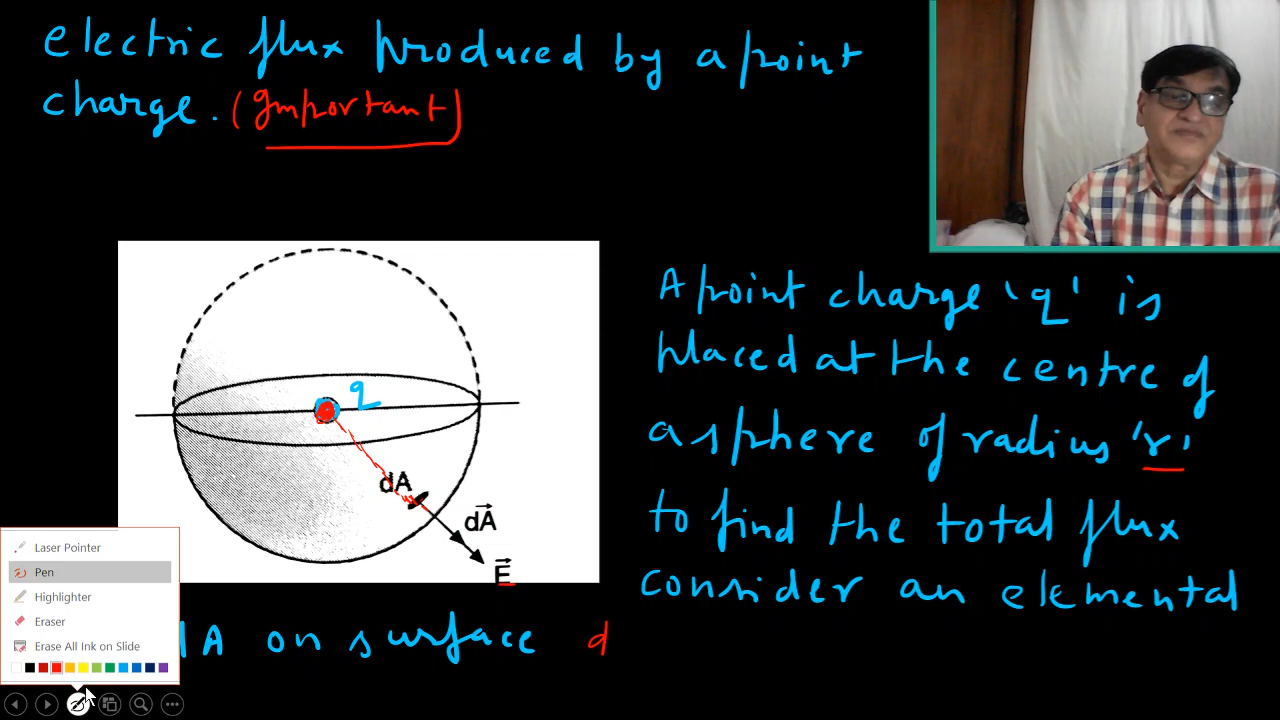 electric flux produced by a point
charge. (Important)
q
dA
dA
E
A point charge 'q' is
placed at the centre of
a sphere of radius 'r'
to find the total flux
consider an elemental
dA on surface d
Laser Pointer
Pen
Highlighter
Eraser
Erase All Ink on Slide